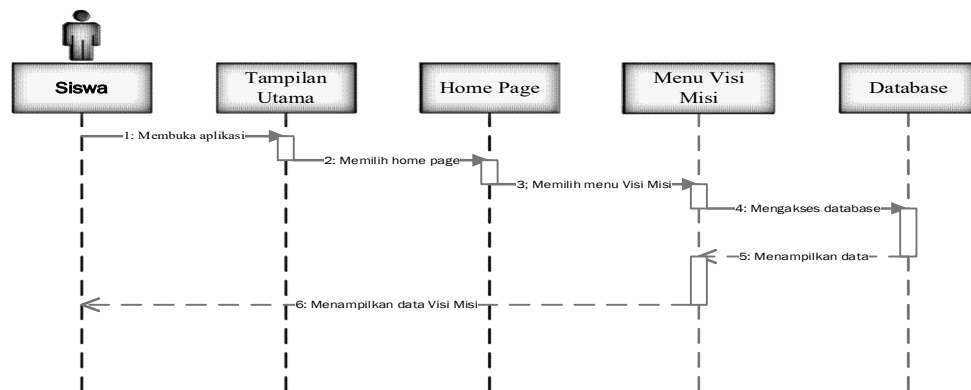 Siswa
Tampilan
Utama
Home Page
Menu Visi
Misi
Database
1: Membuka aplikasi
2: Memilih home page
3; Memilih menu Visi Misi
4: Mengakses database
5: Menampilkan data
6: Menampilkan data Visi Misi